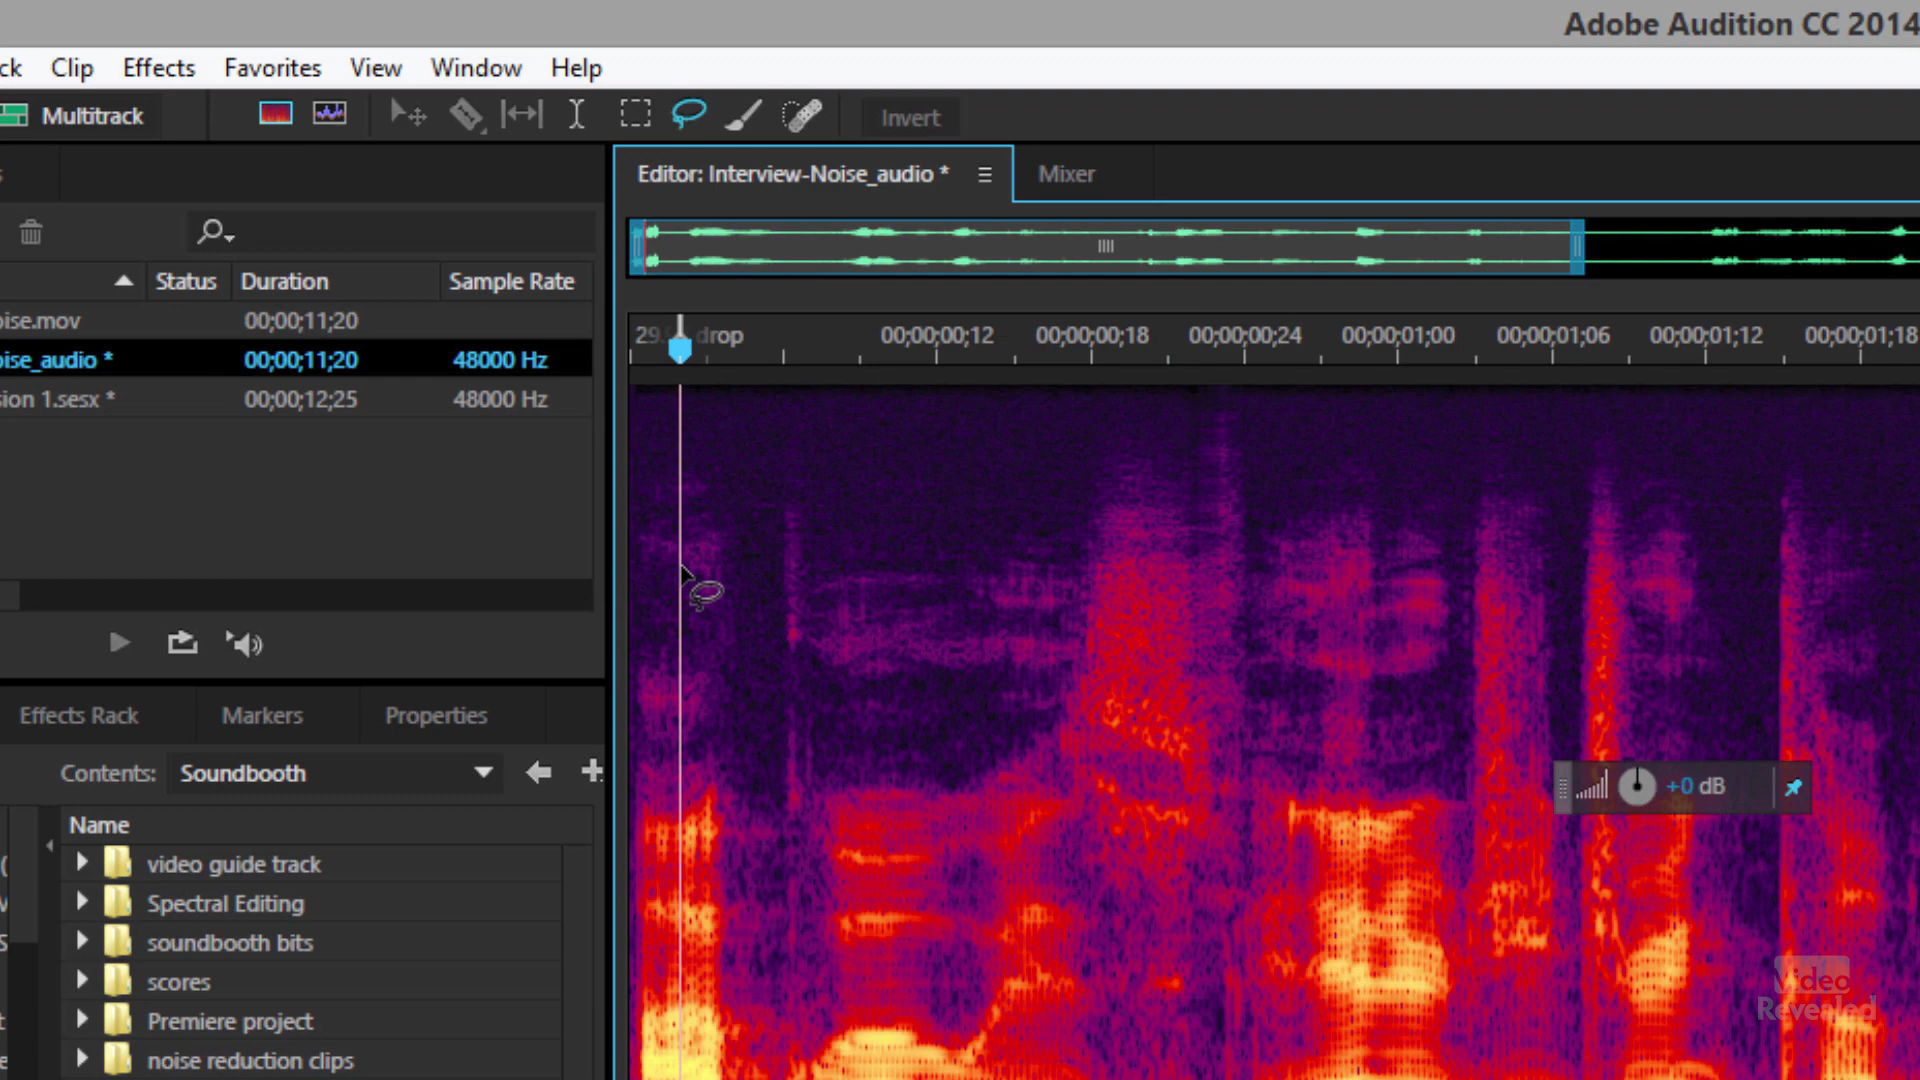 Adobe Audition CC 2014
ck Clip Effects Favorites View Window Help
Multitrack Invert
Editor: Interview-Noise_audio * Mixer
Status Duration Sample Rate
oise.mov 00;00;11;20
oise_audio * 00;00;11;20 48000 Hz
sion 1.sesx * 00;00;12;25 48000 Hz
29. drop 00;00;00;12 00;00;00;18 00;00;00;24 00;00;01;00 00;00;01;06 00;00;01;12 00;00;01;18
Effects Rack Markers Properties
Contents: Soundbooth
Name
video guide track
Spectral Editing
soundbooth bits
scores
Premiere project
noise reduction clips
+0 dB
Video
Revealed